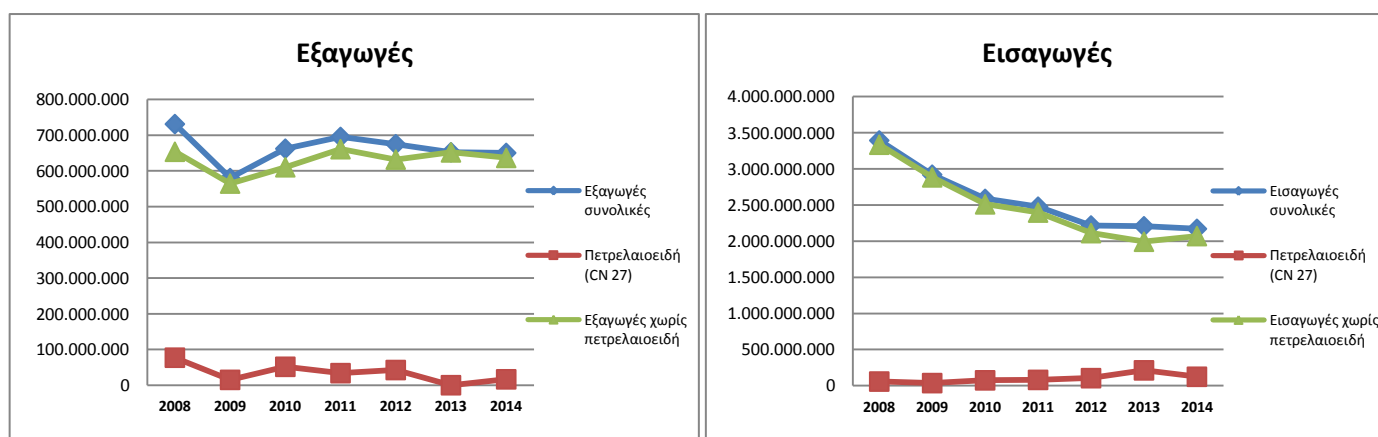 Εξαγωγές
800.000.000
700.000.000
600.000.000
500.000.000
400.000.000
300.000.000
200.000.000
100.000.000
0
2008 2009 2010 2011 2012 2013 2014
Εξαγωγές
συνολικές
Πετρελαιοειδή
(CN 27)
Εξαγωγές χωρίς
πετρελαιοειδή
Εισαγωγές
4.000.000.000
3.500.000.000
3.000.000.000
2.500.000.000
2.000.000.000
1.500.000.000
1.000.000.000
500.000.000
0
2008 2009 2010 2011 2012 2013 2014
Εισαγωγές
συνολικές
Πετρελαιοειδή
(CN 27)
Εισαγωγές χωρίς
πετρελαιοειδή